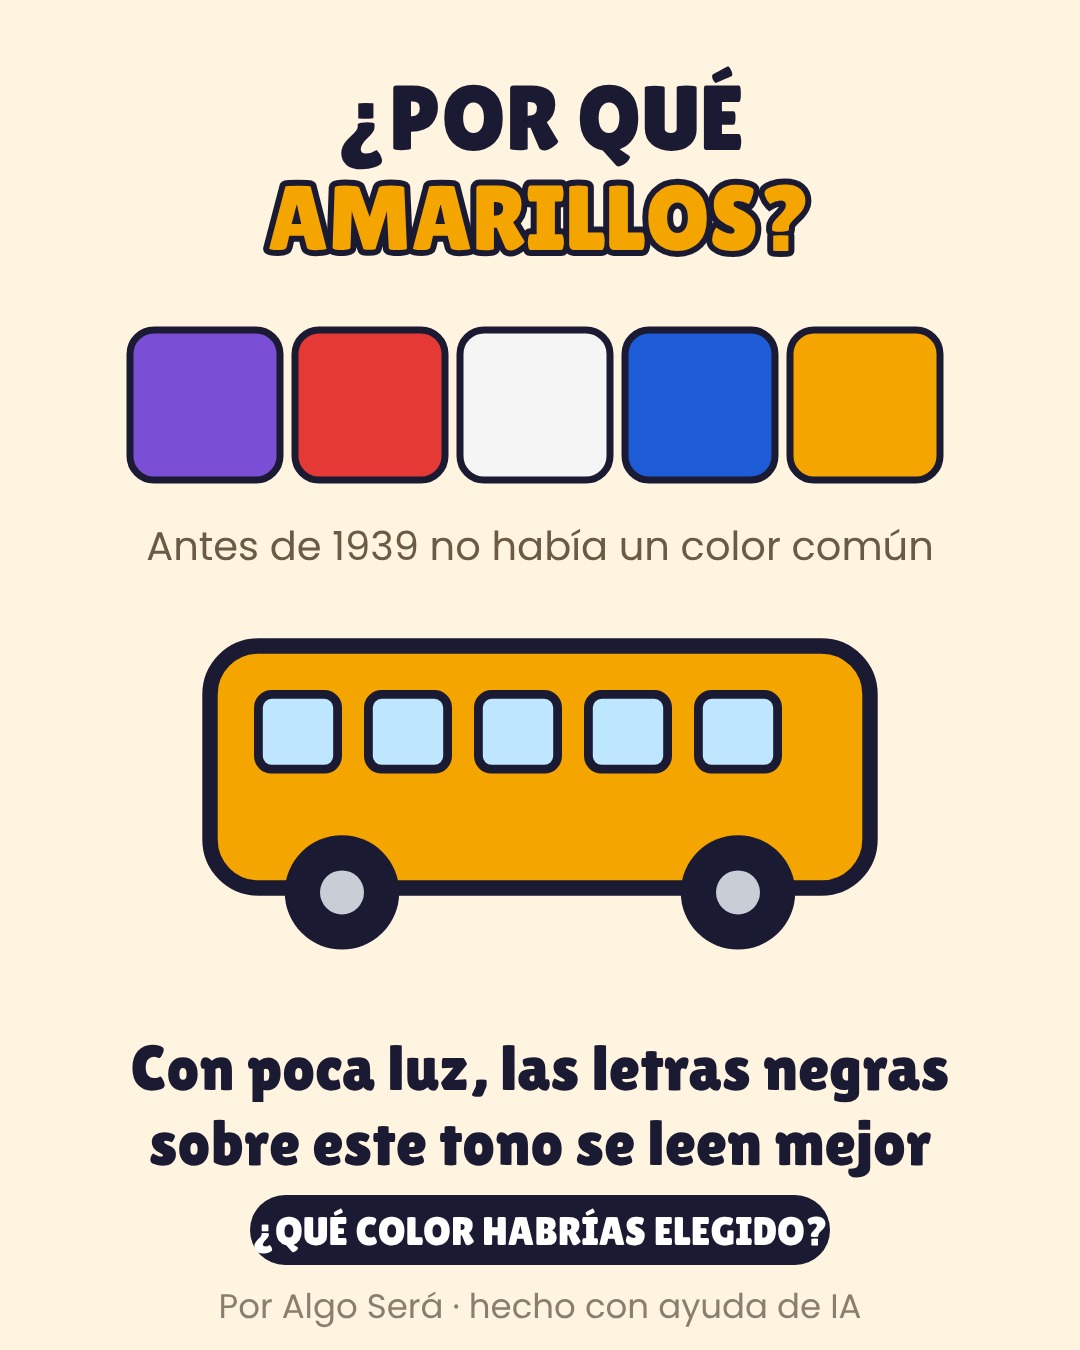 ¿POR QUÉ
AMARILLOS?
Antes de 1939 no había un color común
Con poca luz, las letras negras
sobre este tono se leen mejor
¿QUÉ COLOR HABRÍAS ELEGIDO?
Por Algo Será · hecho con ayuda de IA